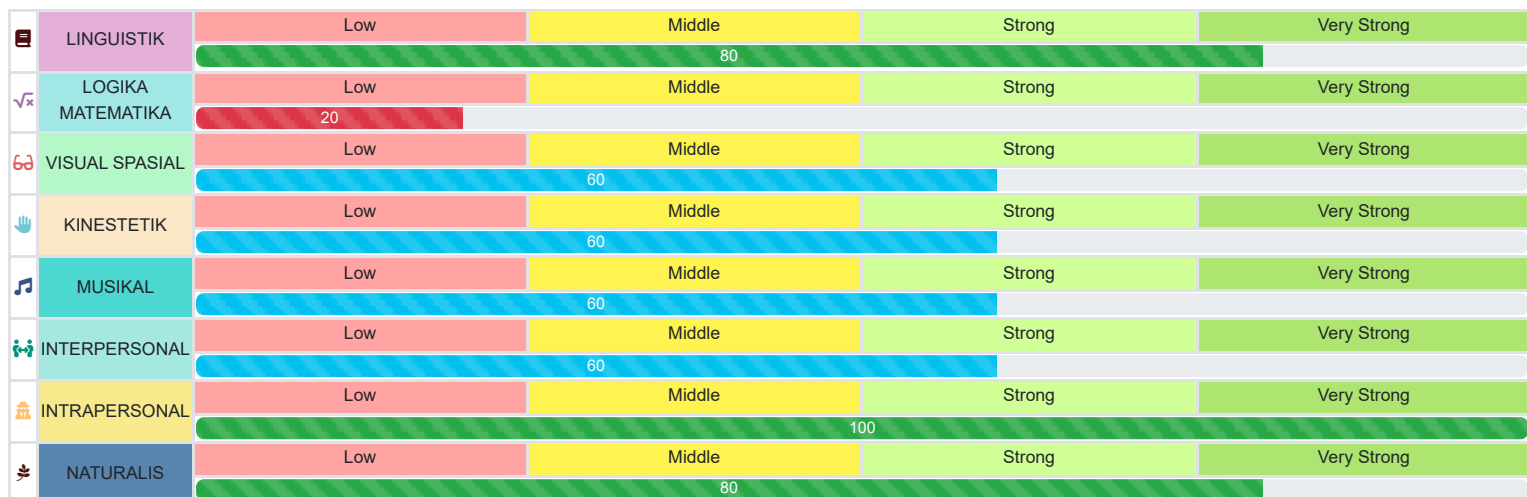 LINGUISTIK
Low Middle Strong Very Strong
80
LOGIKA
MATEMATIKA
Low Middle Strong Very Strong
20
VISUAL SPASIAL
Low Middle Strong Very Strong
60
KINESTETIK
Low Middle Strong Very Strong
60
MUSIKAL
Low Middle Strong Very Strong
60
INTERPERSONAL
Low Middle Strong Very Strong
60
INTRAPERSONAL
Low Middle Strong Very Strong
100
NATURALIS
Low Middle Strong Very Strong
80